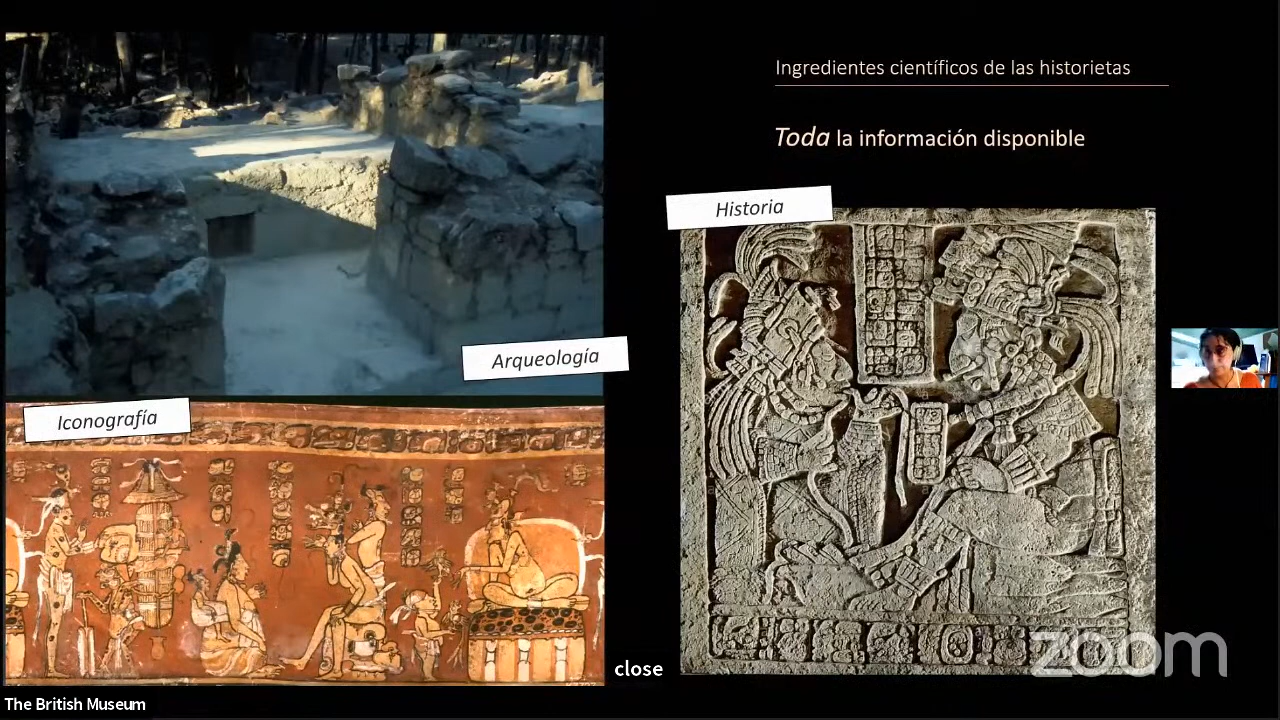 Ingredientes científicos de las historietas
Toda la información disponible
Historia
Arqueología
Iconografía
close
zoom
The British Museum